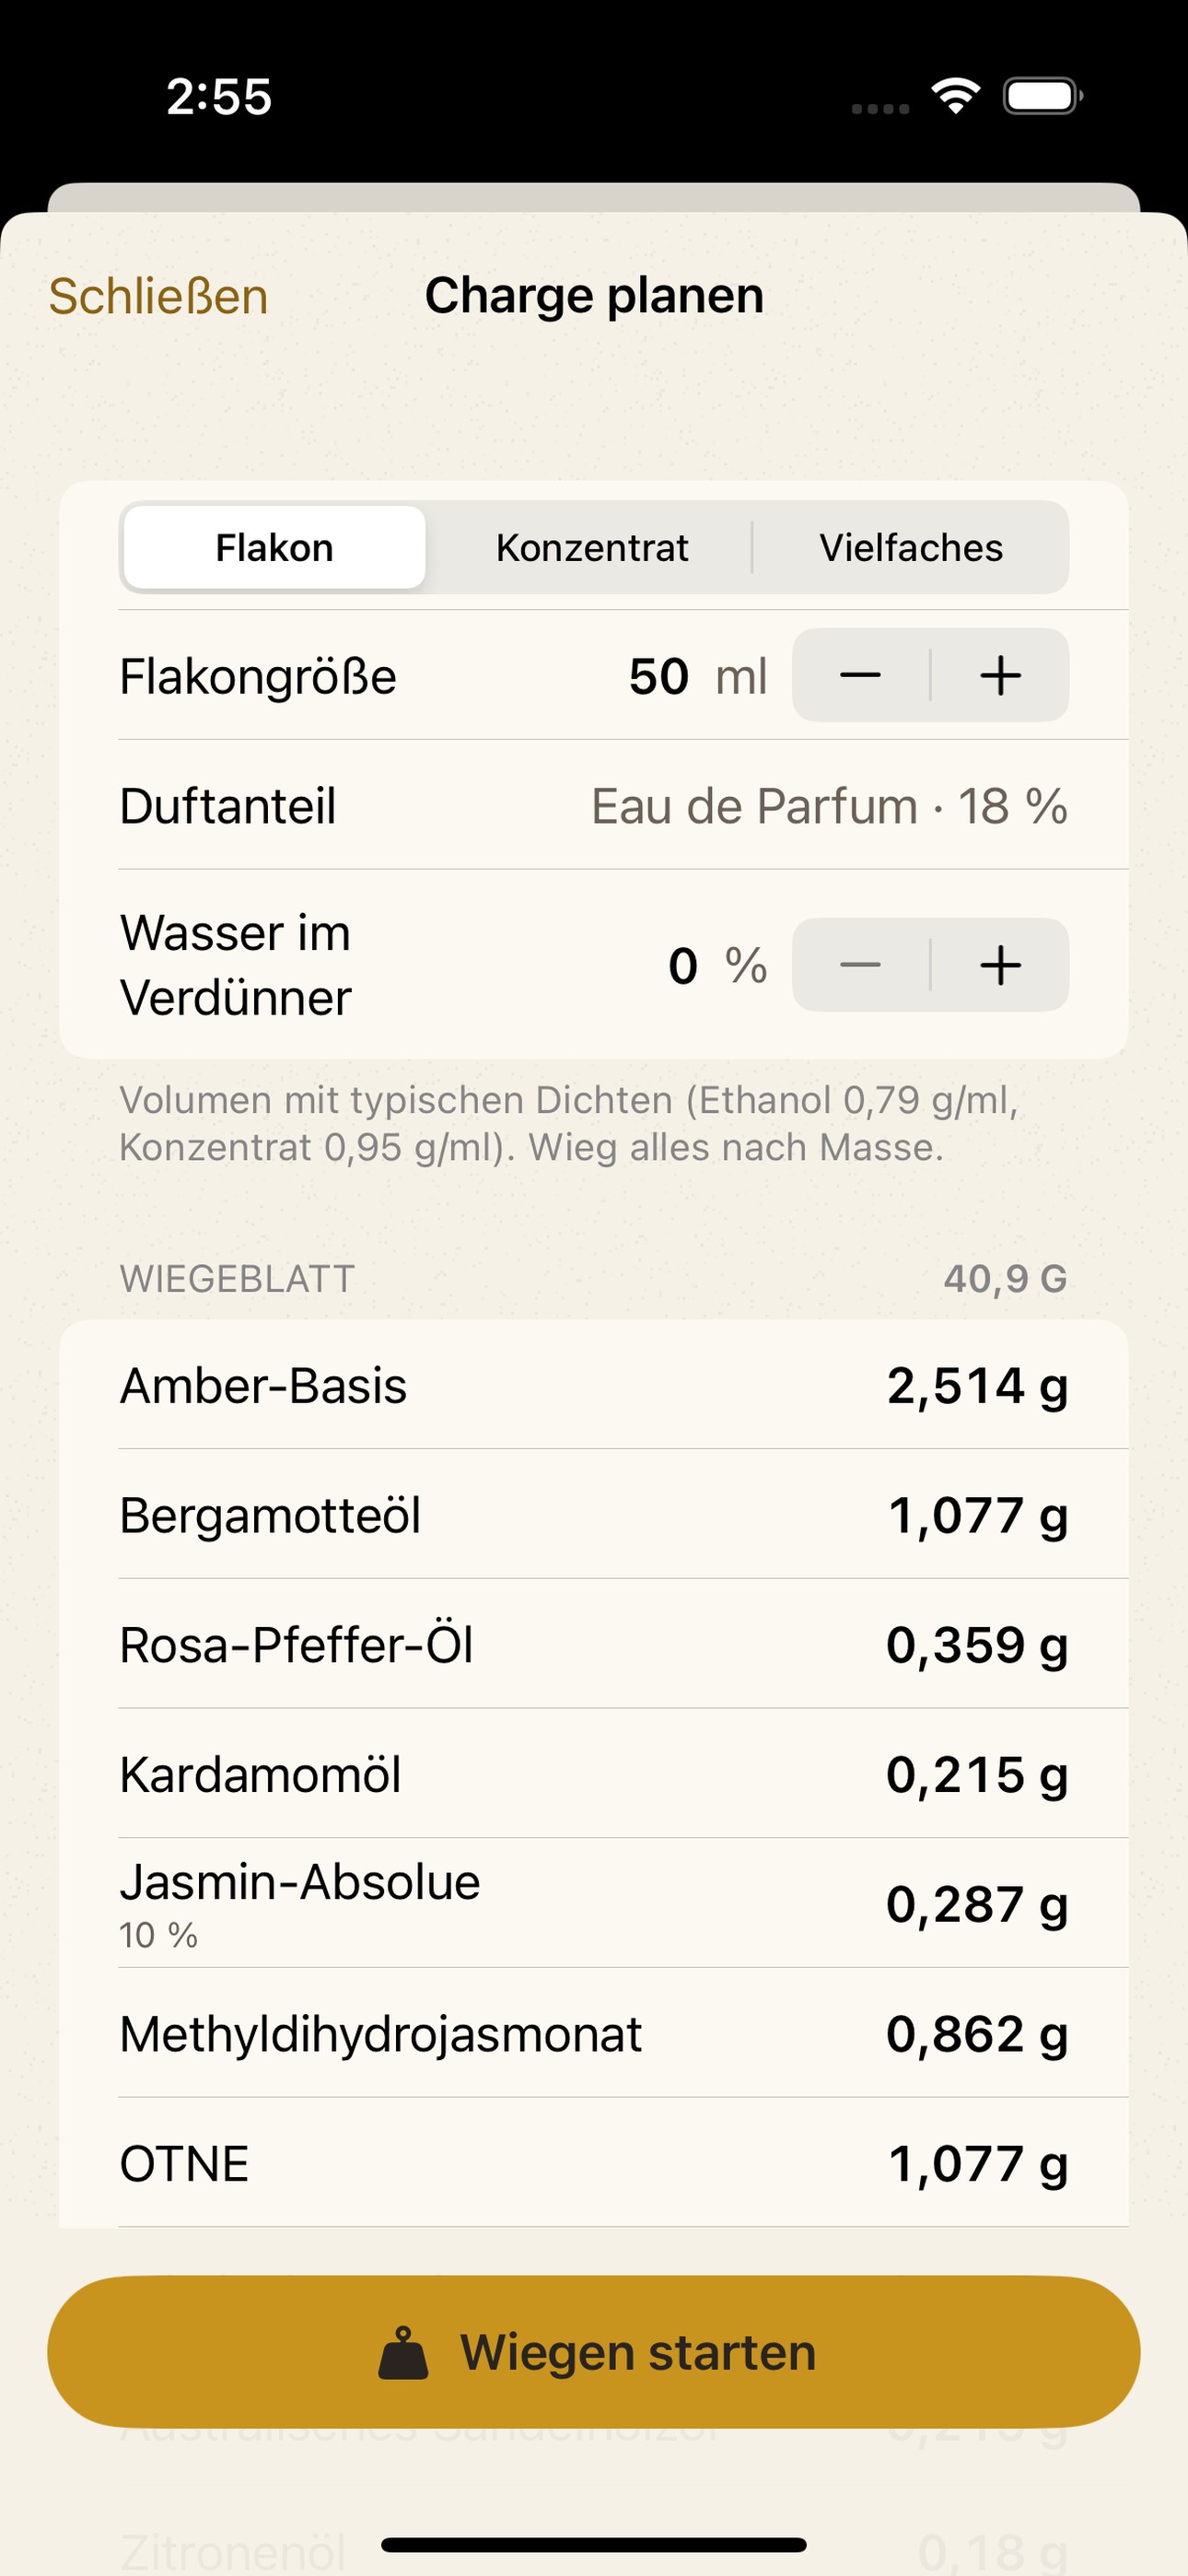 2:55
Schließen
Charge planen
Flakon
Konzentrat
Vielfaches
Flakongröße
50 ml
Duftanteil
Eau de Parfum · 18 %
Wasser im
Verdünner
0 %
Volumen mit typischen Dichten (Ethanol 0,79 g/ml,
Konzentrat 0,95 g/ml). Wieg alles nach Masse.
WIEGEBLATT
40,9 G
Amber-Basis
2,514 g
Bergamotteöl
1,077 g
Rosa-Pfeffer-Öl
0,359 g
Kardamomöl
0,215 g
Jasmin-Absolue
10 %
0,287 g
Methyldihydrojasmonat
0,862 g
OTNE
1,077 g
Wiegen starten
Zitronenöl
0,18 g